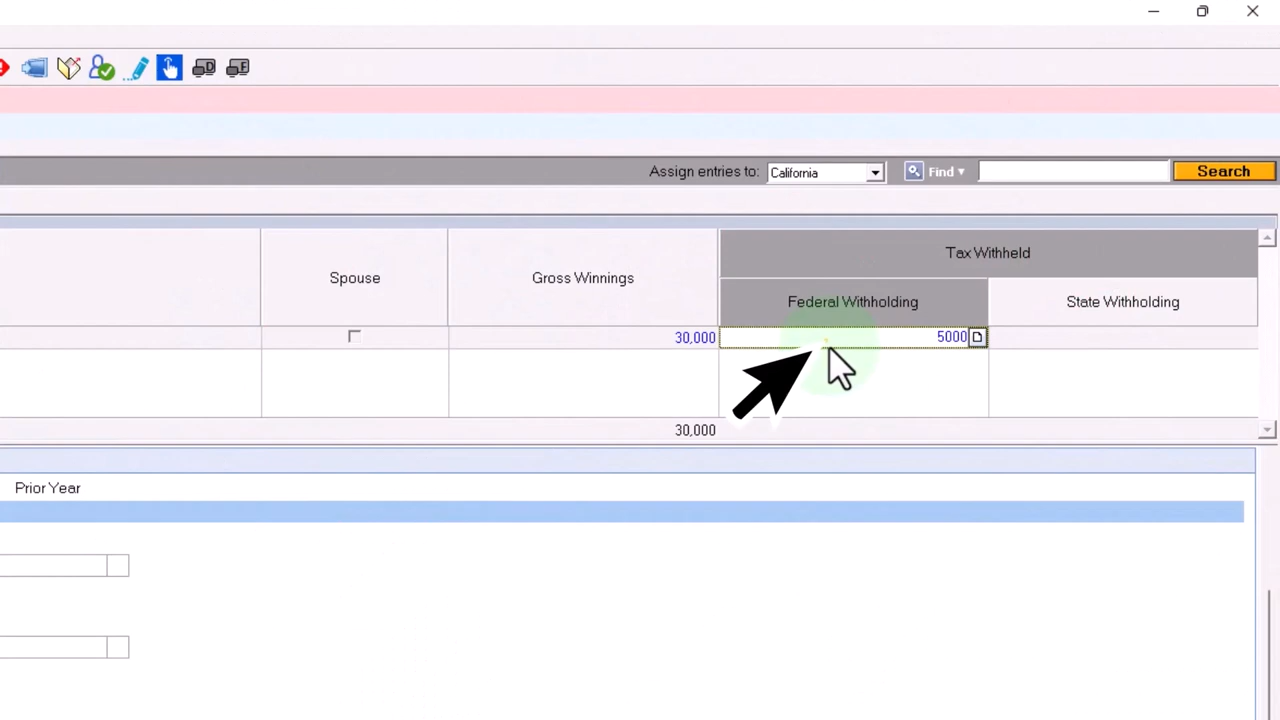 D F
Assign entries to: California Find Search
Tax Withheld
Spouse Gross Winnings
Federal Withholding State Withholding
30,000 5000
30,000
Prior Year